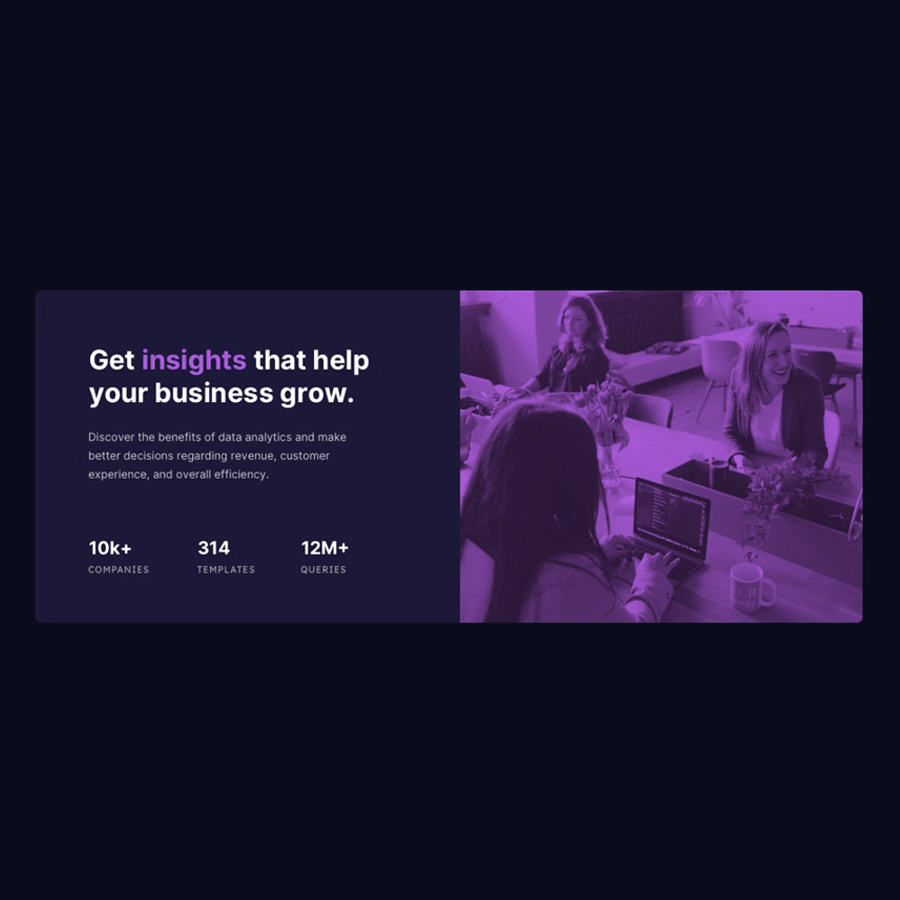 Get insights that help
your business grow.
Discover the benefits of data analytics and make
better decisions regarding revenue, customer
experience, and overall efficiency.
10k+ 314 12M+
COMPANIES TEMPLATES QUERIES